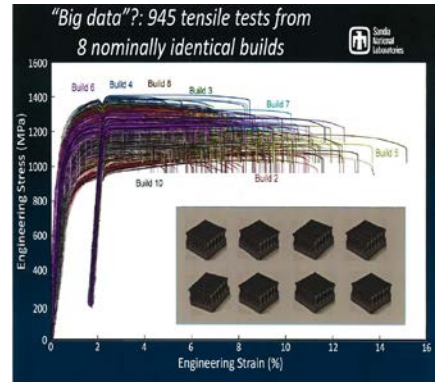 “Big data”?: 945 tensile tests from
8 nominally identical builds
Sandia
National
Laboratories
Engineering Stress (MPa)
1600
1400
1200
1000
800
600
400
200
0
Build 6
Build 4
Build 8
Build 3
Build 7
Build 5
Build 2
Build 10
0
2
4
6
8
10
12
14
16
Engineering Strain (%)